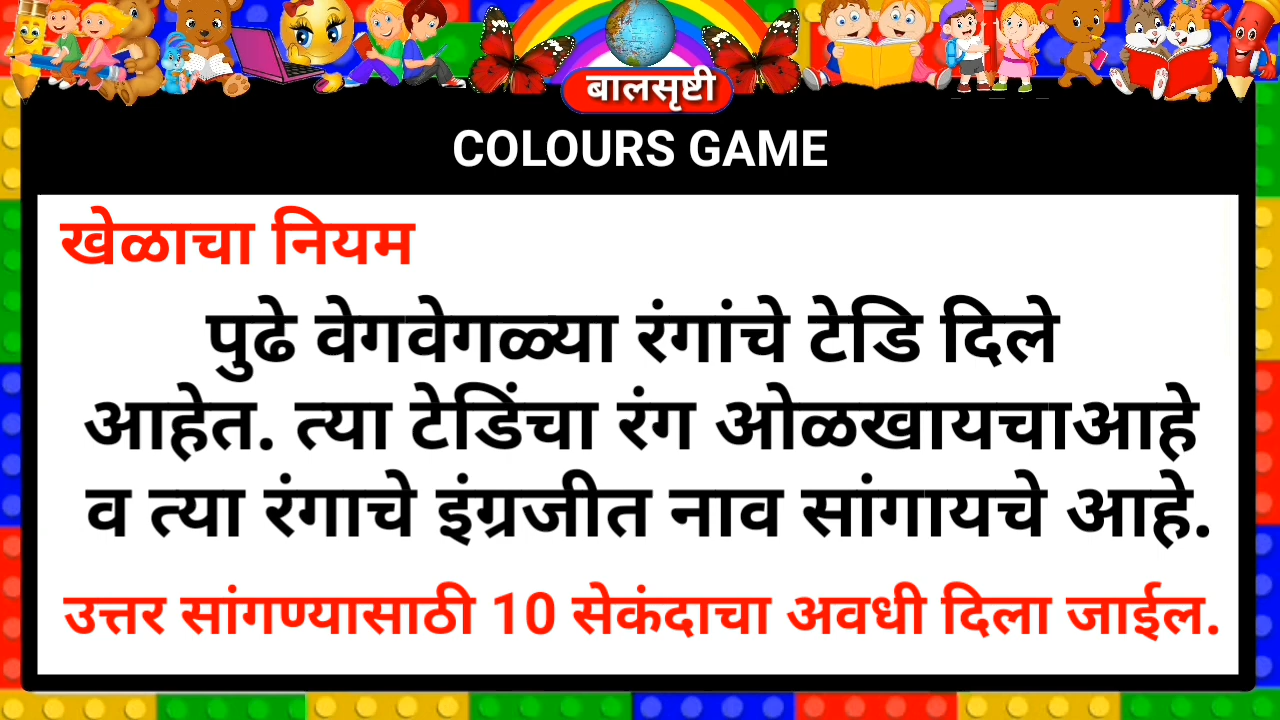 बालसृष्टी
COLOURS GAME
खेळाचा नियम
पुढे वेगवेगळ्या रंगांचे टेडि दिले
आहेत. त्या टेडिंचा रंग ओळखायचाआहे
व त्या रंगाचे इंग्रजीत नाव सांगायचे आहे.
उत्तर सांगण्यासाठी 10 सेकंदाचा अवधी दिला जाईल.